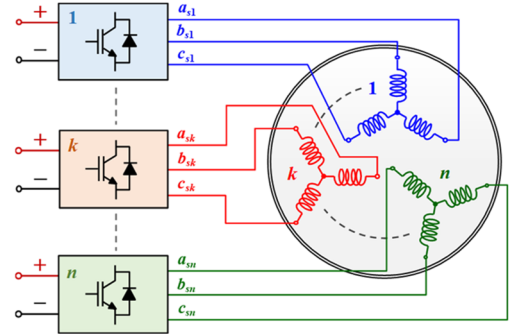 +
1
−
a_s1
b_s1
c_s1
1
+
k
−
a_sk
b_sk
c_sk
k
n
+
n
−
a_sn
b_sn
c_sn